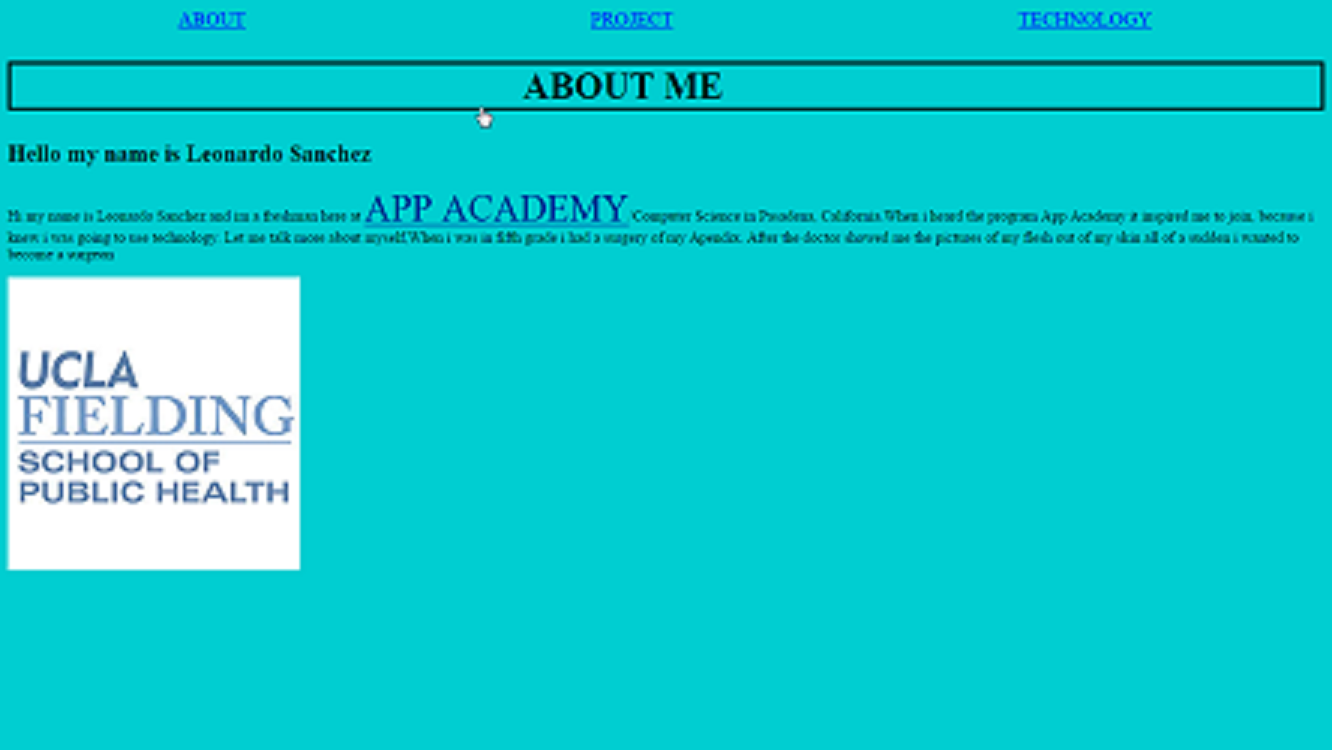 ABOUT PROJECT TECHNOLOGY
ABOUT ME
Hello my name is Leonardo Sanchez
Hi my name is Leonardo Sanchez and im a freshman here at APP ACADEMY Computer Science in Pasadena, California.When i heard the program App Academy it inspired me to join, because i
knew i was going to use technology. Let me talk more about myself.When i was in fifth grade i had a surgery of my Apendix. After the doctor showed me the pictures of my flesh out of my skin all of a sudden i wanted to
become a surgeon
UCLA
FIELDING
SCHOOL OF
PUBLIC HEALTH